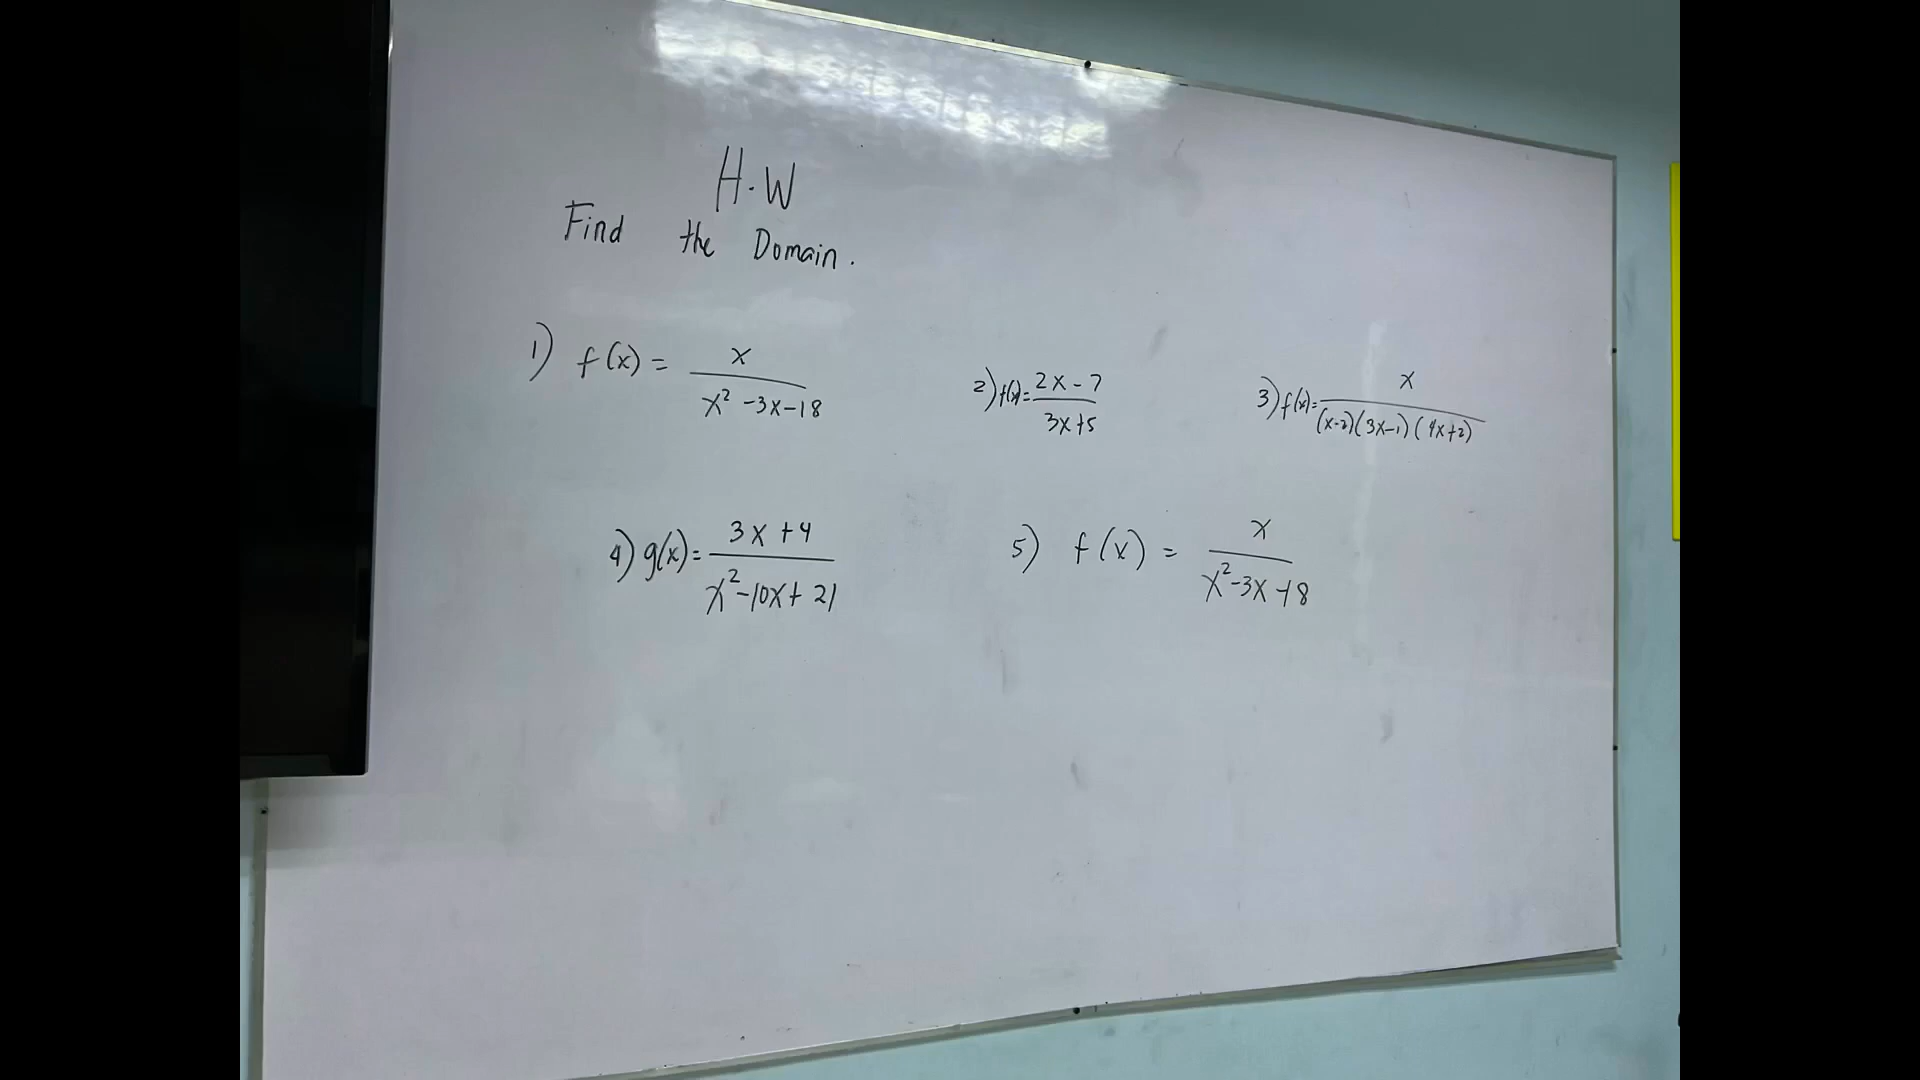 H.W
Find the Domain.
1) f(x) = x / x² -3x-18
2) f(x) = 2x-7 / 3x+5
3) f(x) = x / (x-2)(3x-1)(4x+2)
4) g(x) = 3x+4 / x²-10x+21
5) f(x) = x / x²-3x-18